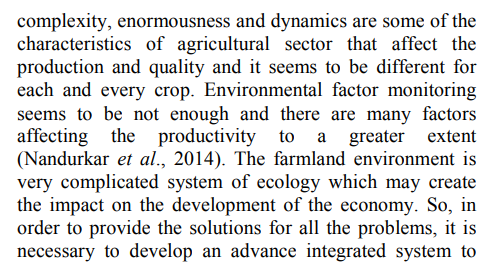 complexity, enormousness and dynamics are some of the
characteristics of agricultural sector that affect the
production and quality and it seems to be different for
each and every crop. Environmental factor monitoring
seems to be not enough and there are many factors
affecting the productivity to a greater extent
(Nandurkar et al., 2014). The farmland environment is
very complicated system of ecology which may create
the impact on the development of the economy. So, in
order to provide the solutions for all the problems, it is
necessary to develop an advance integrated system to